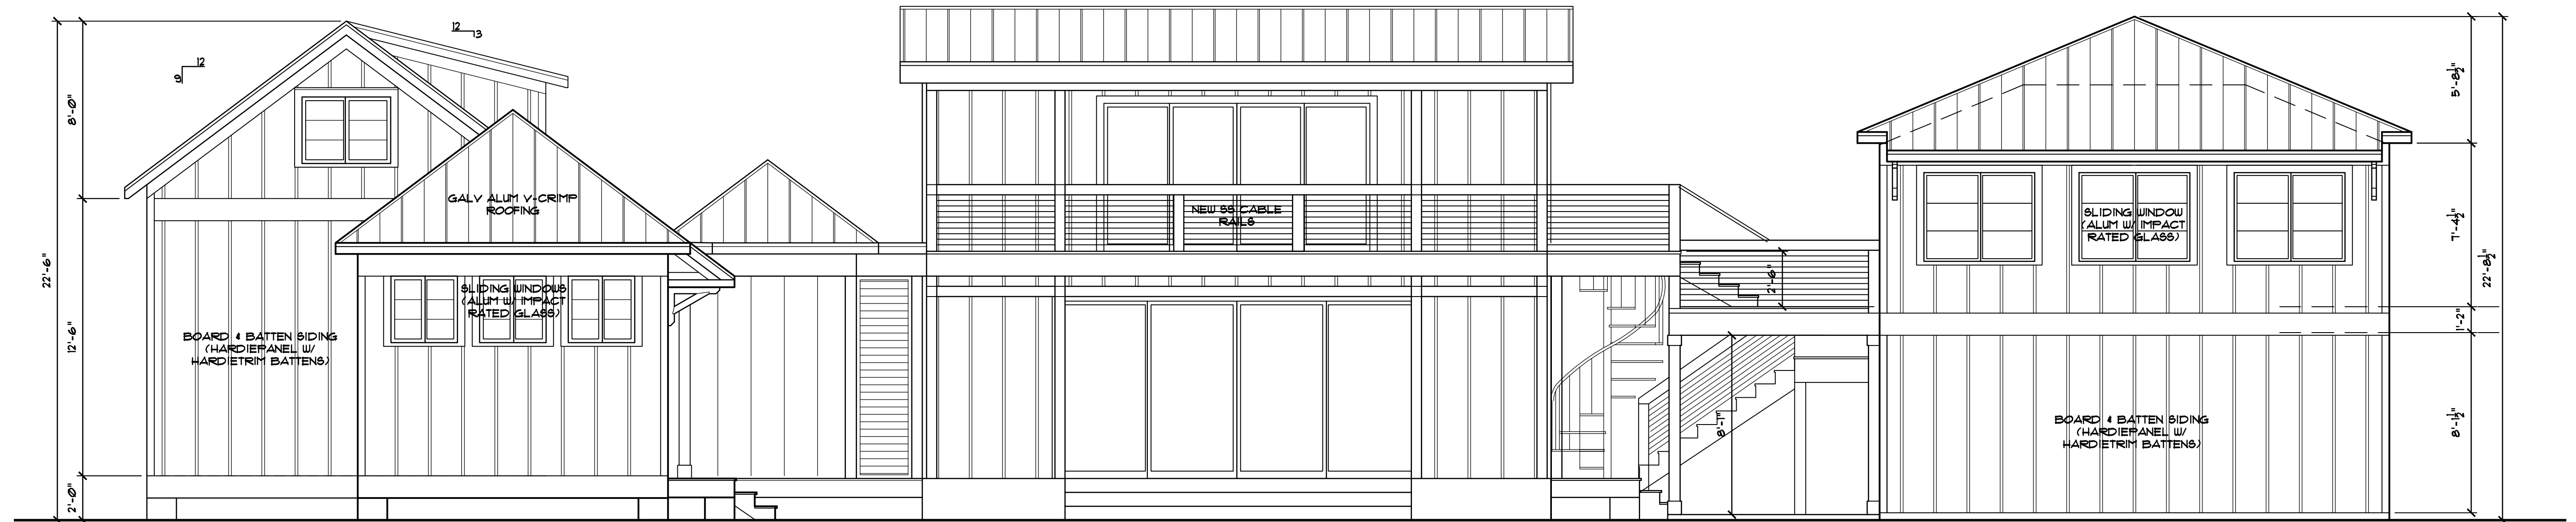 12
3
12
9
8'-0"
22'-6"
12'-6"
2'-0"
GALV ALUM V-CRIMP
ROOFING
SLIDING WINDOWS
(ALUM W/ IMPACT
RATED GLASS)
BOARD & BATTEN SIDING
(HARDIEPANEL W/
HARDIETRIM BATTENS)
NEW SS CABLE
RAILS
2'-6"
8'-1"
SLIDING WINDOW
(ALUM W/ IMPACT
RATED GLASS)
BOARD & BATTEN SIDING
(HARDIEPANEL W/
HARDIETRIM BATTENS)
5'-8½"
7'-4½"
22'-8½"
1'-2"
8'-1½"